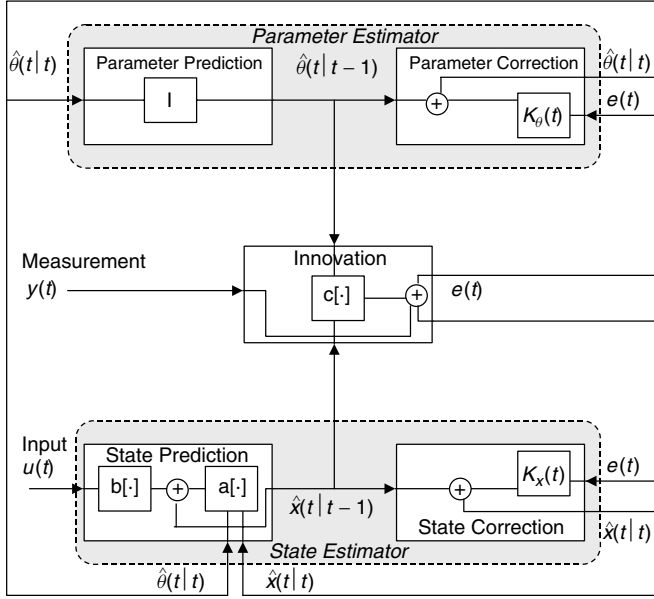 Parameter Estimator
Parameter Prediction
Parameter Correction
θ̂(t|t)
θ̂(t|t − 1)
θ̂(t|t)
I
+
K_θ(t)
e(t)
Innovation
Measurement
y(t)
c[·]
+
e(t)
Input
u(t)
State Prediction
b[·]
+
a[·]
x̂(t|t − 1)
+
K_x(t)
e(t)
State Correction
x̂(t|t)
State Estimator
θ̂(t|t)
x̂(t|t)